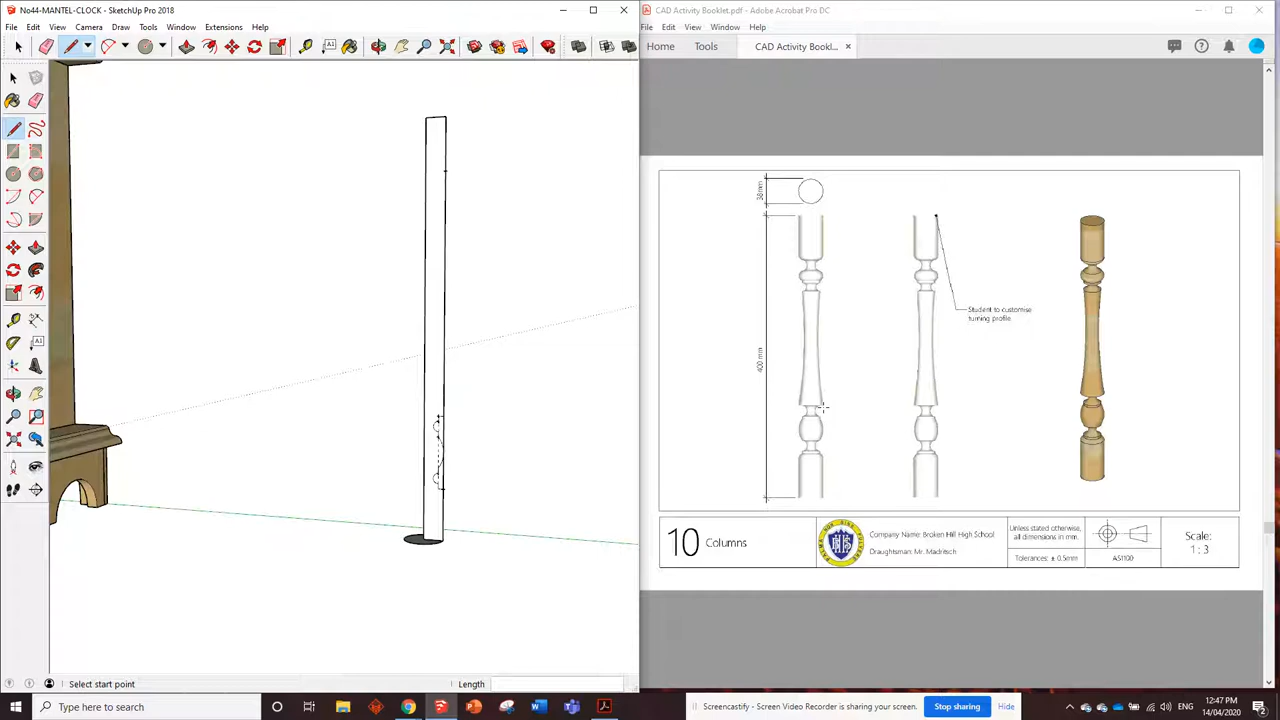 No44-MANTEL-CLOCK - SketchUp Pro 2018
File Edit View Camera Draw Tools Window Extensions Help
Select start point
Length
CAD Activity Booklet.pdf - Adobe Acrobat Pro DC
File Edit View Window Help
Home Tools CAD Activity Bookl... ×
38mm
400 mm
Student to customise
turning profile
10 Columns
Company Name: Broken Hill High School
Draughtsman: Mr. Madritsch
Unless stated otherwise,
all dimensions in mm.
Tolerances: ± 0.5mm
AS1100
Scale:
1 : 3
Type here to search
Screencastify - Screen Video Recorder is sharing your screen.
Stop sharing
Hide
12:47 PM
14/04/2020